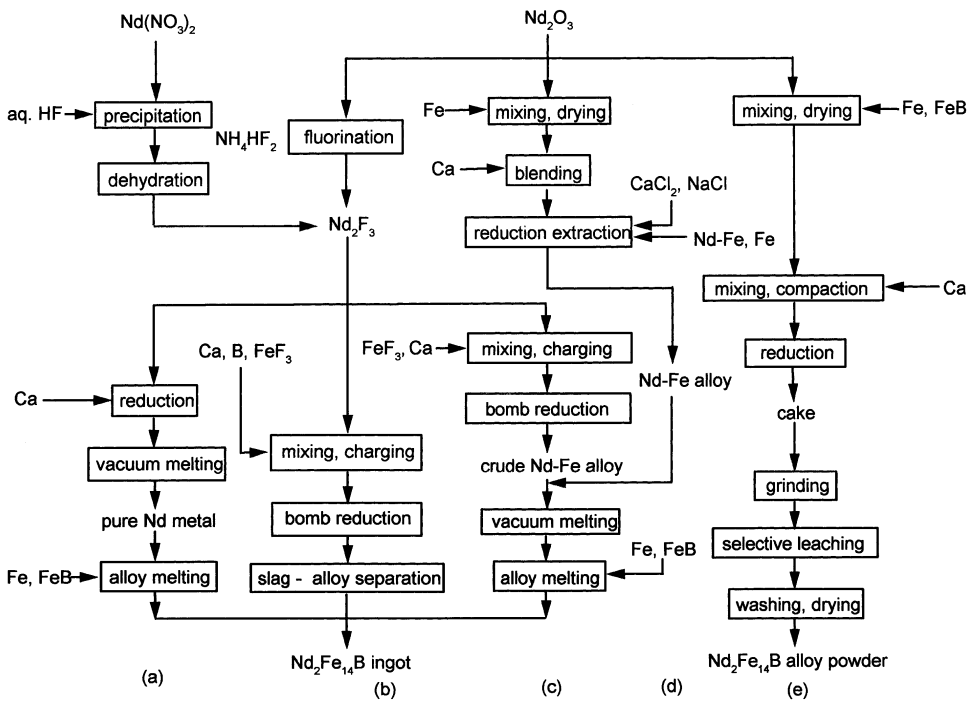 Nd(NO₃)₂
Nd₂O₃
aq. HF
precipitation
NH₄HF₂
fluorination
Fe
mixing, drying
mixing, drying
Fe, FeB
dehydration
Ca
blending
CaCl₂, NaCl
Nd₂F₃
reduction extraction
Nd-Fe, Fe
mixing, compaction
Ca
Ca, B, FeF₃
FeF₃, Ca
mixing, charging
reduction
Nd-Fe alloy
Ca
reduction
bomb reduction
cake
mixing, charging
vacuum melting
crude Nd-Fe alloy
grinding
pure Nd metal
bomb reduction
vacuum melting
selective leaching
Fe, FeB
Fe, FeB
alloy melting
slag - alloy separation
alloy melting
washing, drying
Nd₂Fe₁₄B ingot
Nd₂Fe₁₄B alloy powder
(a)
(b)
(c)
(d)
(e)